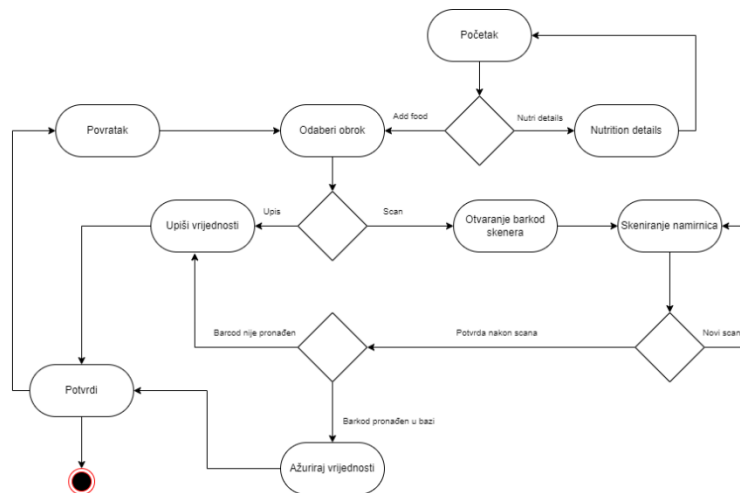 Početak
Add food
Nutri details
Povratak
Odaberi obrok
Nutrition details
Upiši vrijednosti
Upis
Scan
Otvaranje barkod
skenera
Skeniranje namirnica
Barcod nije pronađen
Potvrda nakon scana
Novi scan
Potvrdi
Barkod pronađen u bazi
Ažuriraj vrijednosti